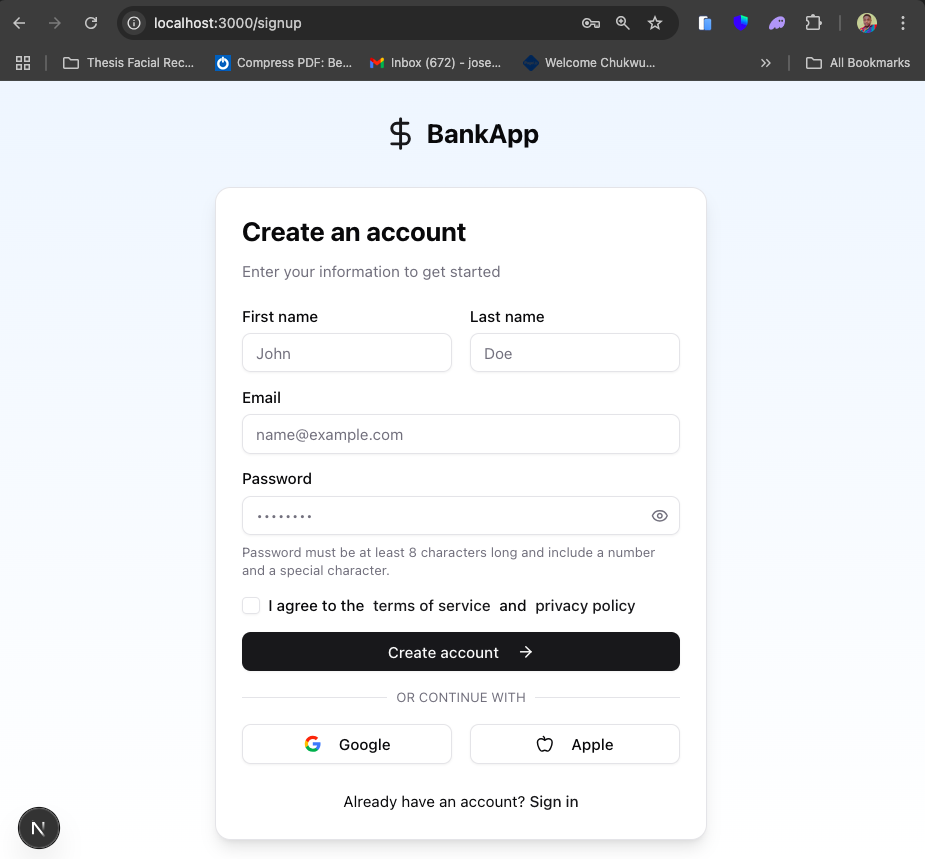 localhost:3000/signup
Thesis Facial Rec...
Compress PDF: Be...
Inbox (672) - jose...
Welcome Chukwu...
»
All Bookmarks
$ BankApp
Create an account
Enter your information to get started
First name
Last name
John
Doe
Email
name@example.com
Password
••••••••
Password must be at least 8 characters long and include a number
and a special character.
I agree to the terms of service and privacy policy
Create account →
OR CONTINUE WITH
G Google
Apple
Already have an account? Sign in
N